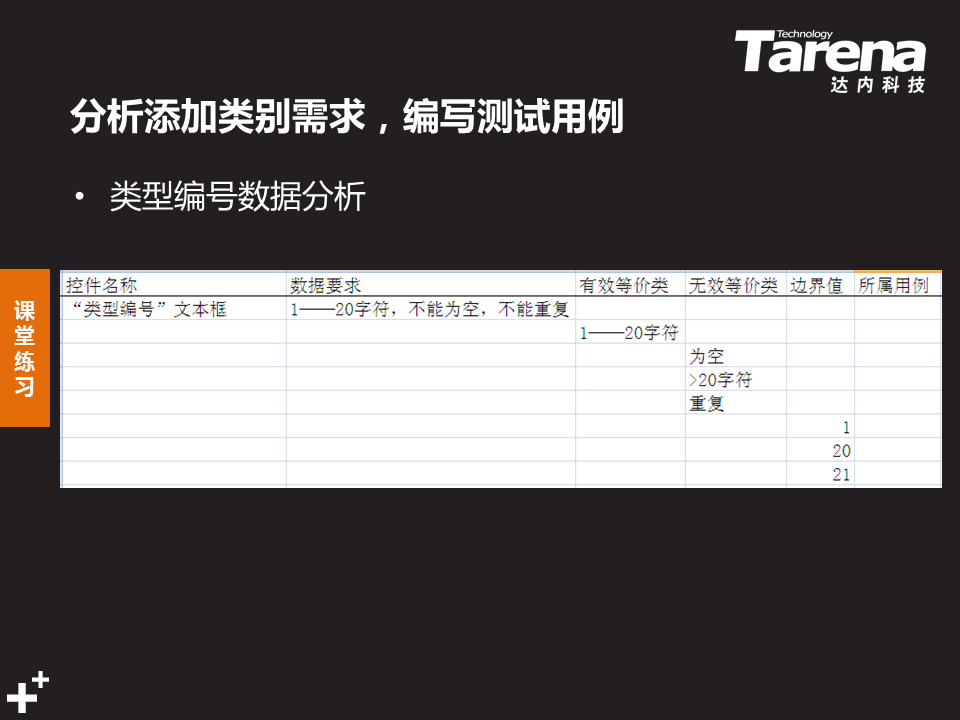 Technology
Tarena
达内科技
分析添加类别需求，编写测试用例
• 类型编号数据分析
课堂练习
控件名称 数据要求 有效等价类 无效等价类 边界值 所属用例
“类型编号”文本框 1——20字符，不能为空，不能重复
1——20字符
为空
>20字符
重复
1
20
21